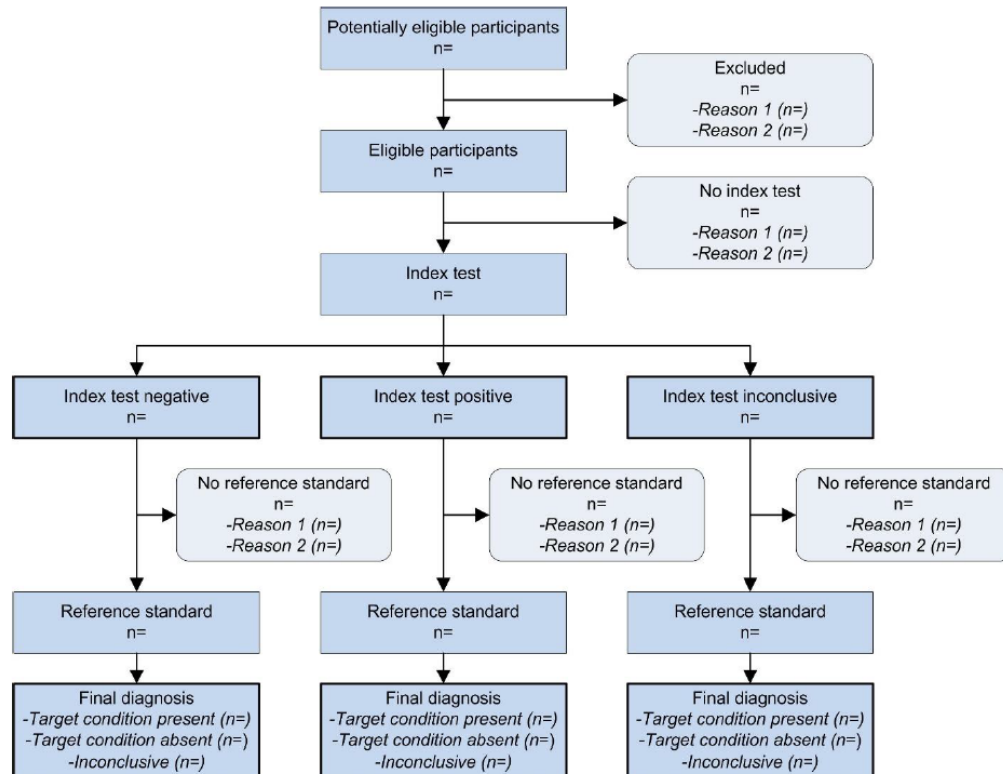 Potentially eligible participants
n=
Excluded
n=
-Reason 1 (n=)
-Reason 2 (n=)
Eligible participants
n=
No index test
n=
-Reason 1 (n=)
-Reason 2 (n=)
Index test
n=
Index test negative
n=
Index test positive
n=
Index test inconclusive
n=
No reference standard
n=
-Reason 1 (n=)
-Reason 2 (n=)
No reference standard
n=
-Reason 1 (n=)
-Reason 2 (n=)
No reference standard
n=
-Reason 1 (n=)
-Reason 2 (n=)
Reference standard
n=
Reference standard
n=
Reference standard
n=
Final diagnosis
-Target condition present (n=)
-Target condition absent (n=)
-Inconclusive (n=)
Final diagnosis
-Target condition present (n=)
-Target condition absent (n=)
-Inconclusive (n=)
Final diagnosis
-Target condition present (n=)
-Target condition absent (n=)
-Inconclusive (n=)